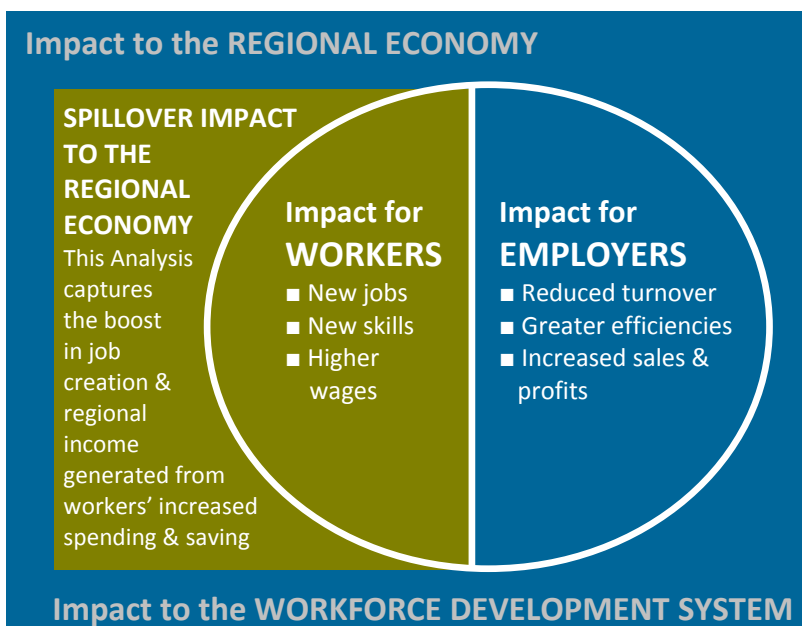 Impact to the REGIONAL ECONOMY
SPILLOVER IMPACT
TO THE
REGIONAL
ECONOMY
This Analysis
captures
the boost
in job
creation &
regional
income
generated from
workers’ increased
spending & saving
Impact for
WORKERS
■ New jobs
■ New skills
■ Higher
wages
Impact for
EMPLOYERS
■ Reduced turnover
■ Greater efficiencies
■ Increased sales &
profits
Impact to the WORKFORCE DEVELOPMENT SYSTEM